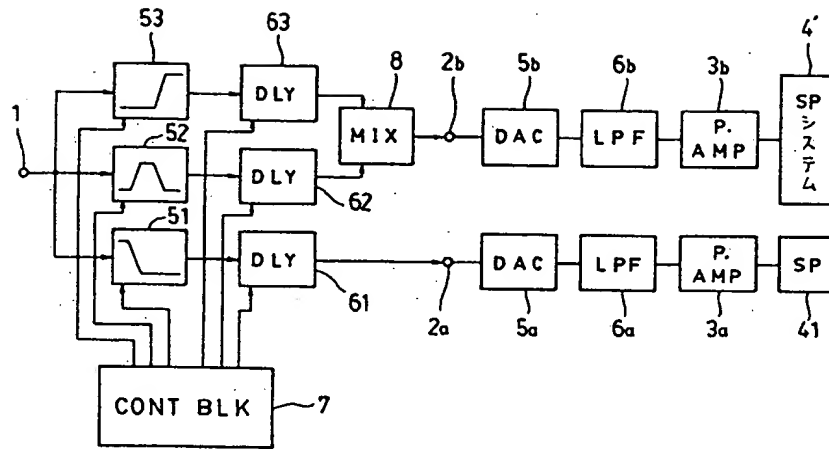 53
63
8
2b
5b
6b
3b
4'
1
DLY
MIX
DAC
LPF
P.
AMP
SP
システム
52
DLY
62
51
DLY
61
2a
DAC
5a
LPF
6a
P.
AMP
3a
SP
41
CONT BLK
7